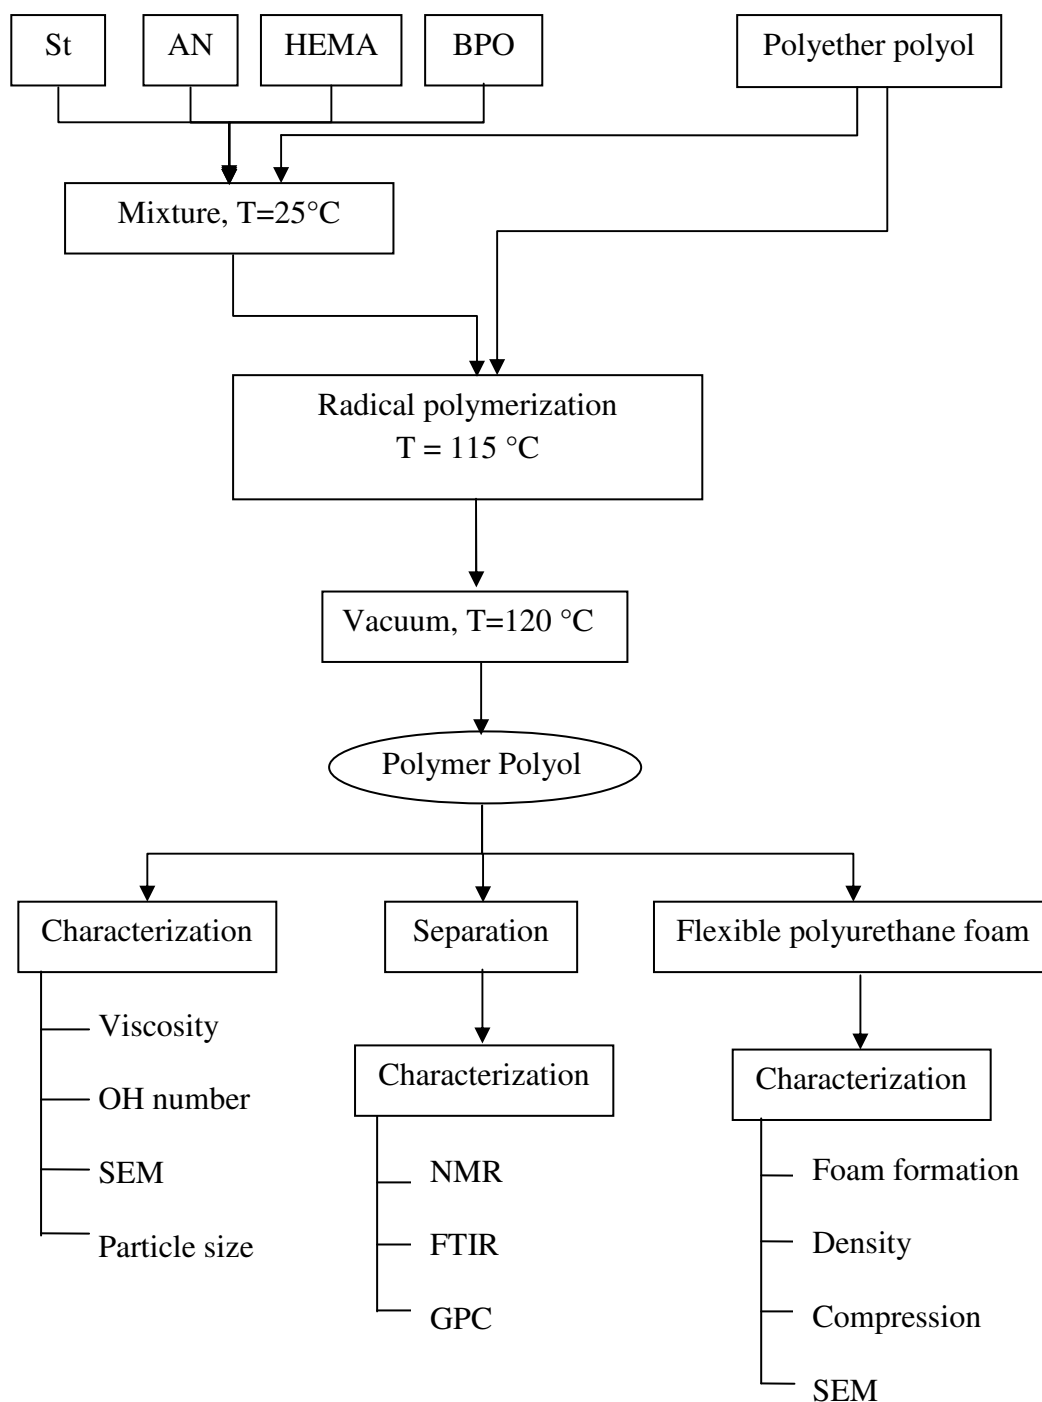 St
AN
HEMA
BPO
Polyether polyol
Mixture, T=25°C
Radical polymerization
T = 115 °C
Vacuum, T=120 °C
Polymer Polyol
Characterization
Viscosity
OH number
SEM
Particle size
Separation
Characterization
NMR
FTIR
GPC
Flexible polyurethane foam
Characterization
Foam formation
Density
Compression
SEM